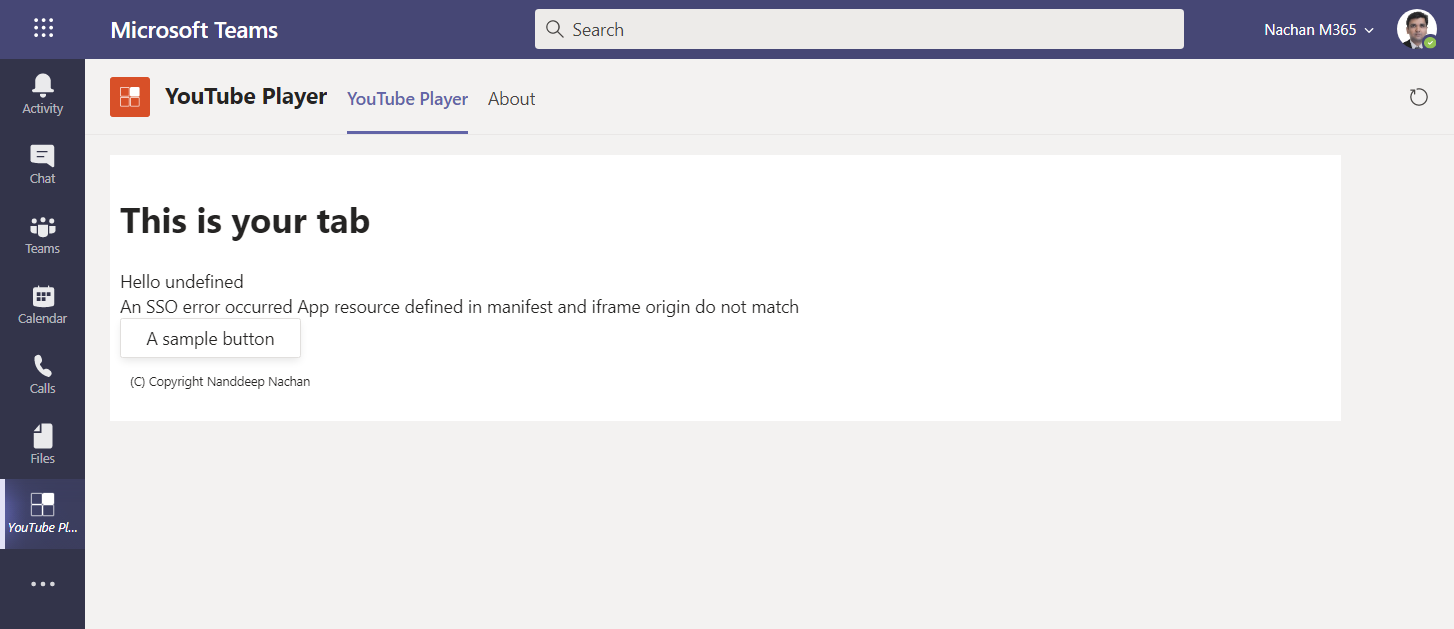 Microsoft Teams
Search
Nachan M365
Activity
Chat
Teams
Calendar
Calls
Files
YouTube Pl...
YouTube Player
YouTube Player
About
This is your tab
Hello undefined
An SSO error occurred App resource defined in manifest and iframe origin do not match
A sample button
(C) Copyright Nanddeep Nachan